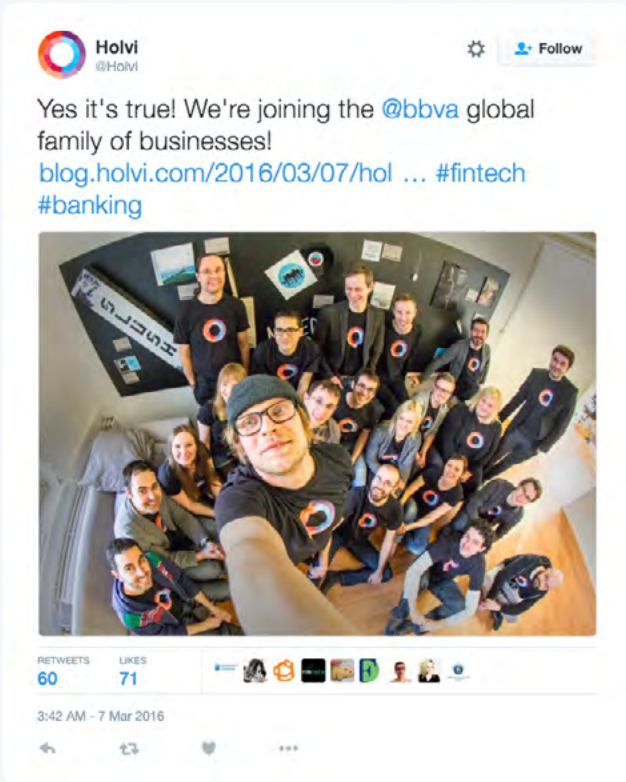 Holvi
@Holvi
Follow
Yes it's true! We're joining the @bbva global
family of businesses!
blog.holvi.com/2016/03/07/hol ... #fintech
#banking
SLUSH
RETWEETS
LIKES
60
71
3:42 AM - 7 Mar 2016